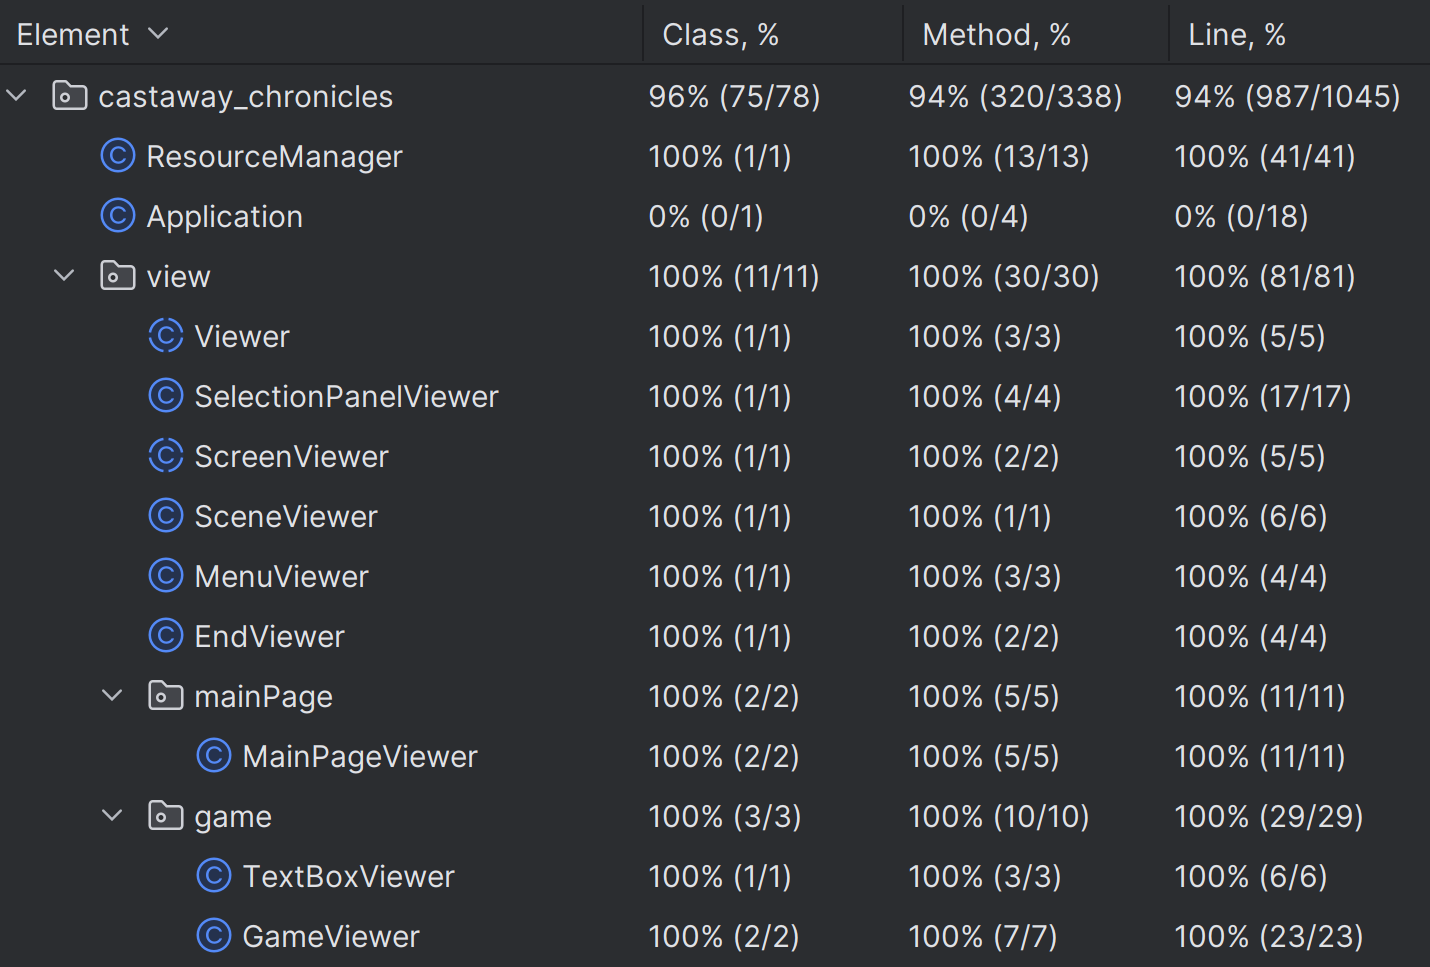 Element Class, % Method, % Line, %
castaway_chronicles 96% (75/78) 94% (320/338) 94% (987/1045)
ResourceManager 100% (1/1) 100% (13/13) 100% (41/41)
Application 0% (0/1) 0% (0/4) 0% (0/18)
view 100% (11/11) 100% (30/30) 100% (81/81)
Viewer 100% (1/1) 100% (3/3) 100% (5/5)
SelectionPanelViewer 100% (1/1) 100% (4/4) 100% (17/17)
ScreenViewer 100% (1/1) 100% (2/2) 100% (5/5)
SceneViewer 100% (1/1) 100% (1/1) 100% (6/6)
MenuViewer 100% (1/1) 100% (3/3) 100% (4/4)
EndViewer 100% (1/1) 100% (2/2) 100% (4/4)
mainPage 100% (2/2) 100% (5/5) 100% (11/11)
MainPageViewer 100% (2/2) 100% (5/5) 100% (11/11)
game 100% (3/3) 100% (10/10) 100% (29/29)
TextBoxViewer 100% (1/1) 100% (3/3) 100% (6/6)
GameViewer 100% (2/2) 100% (7/7) 100% (23/23)